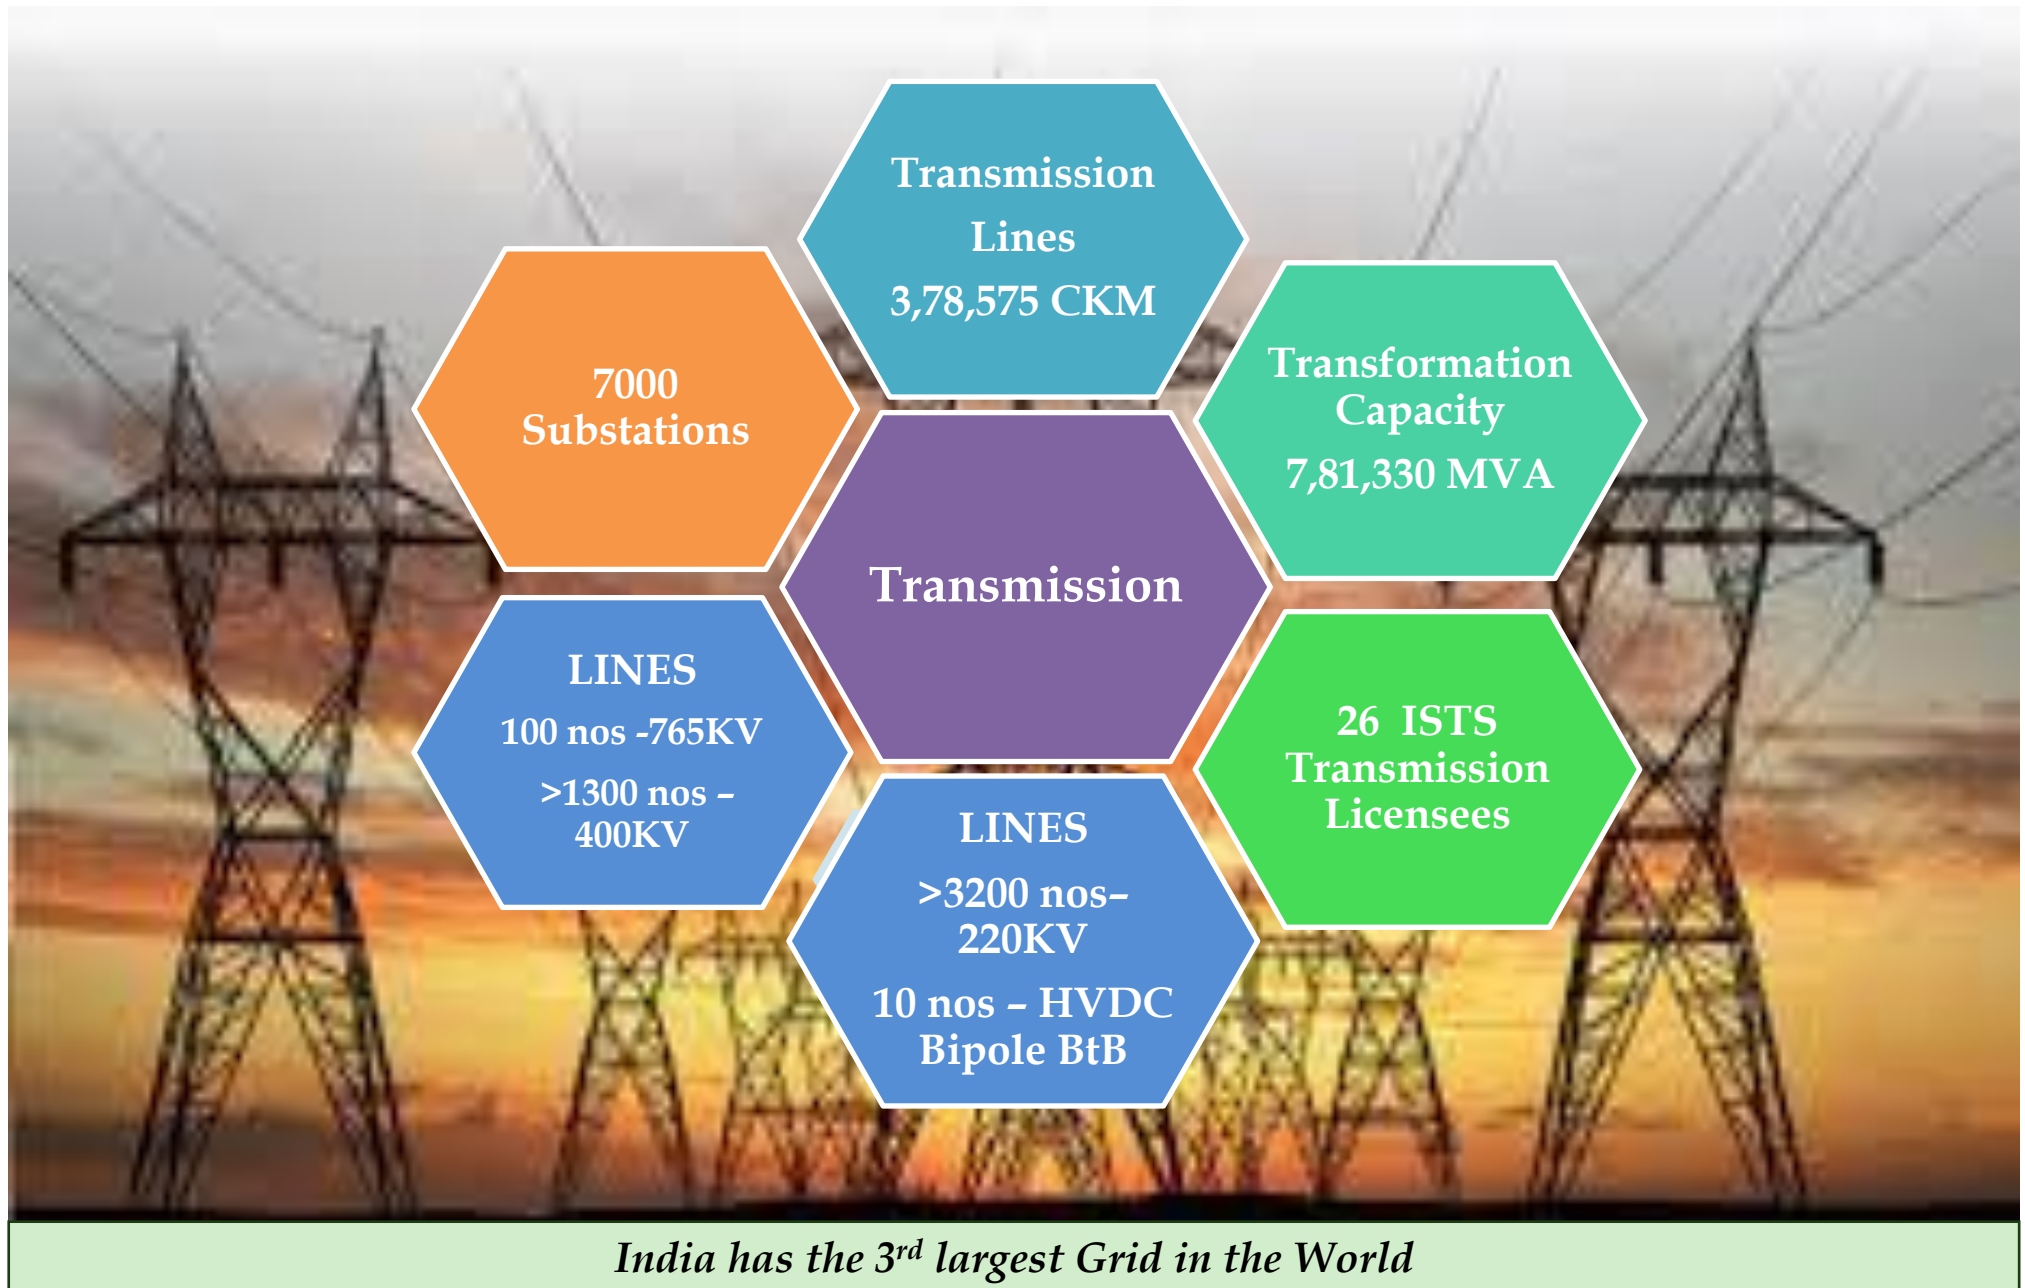 Transmission
Lines
3,78,575 CKM
7000
Substations
Transformation
Capacity
7,81,330 MVA
Transmission
LINES
100 nos -765KV
>1300 nos –
400KV
26 ISTS
Transmission
Licensees
LINES
>3200 nos–
220KV
10 nos – HVDC
Bipole BtB
India has the 3rd largest Grid in the World